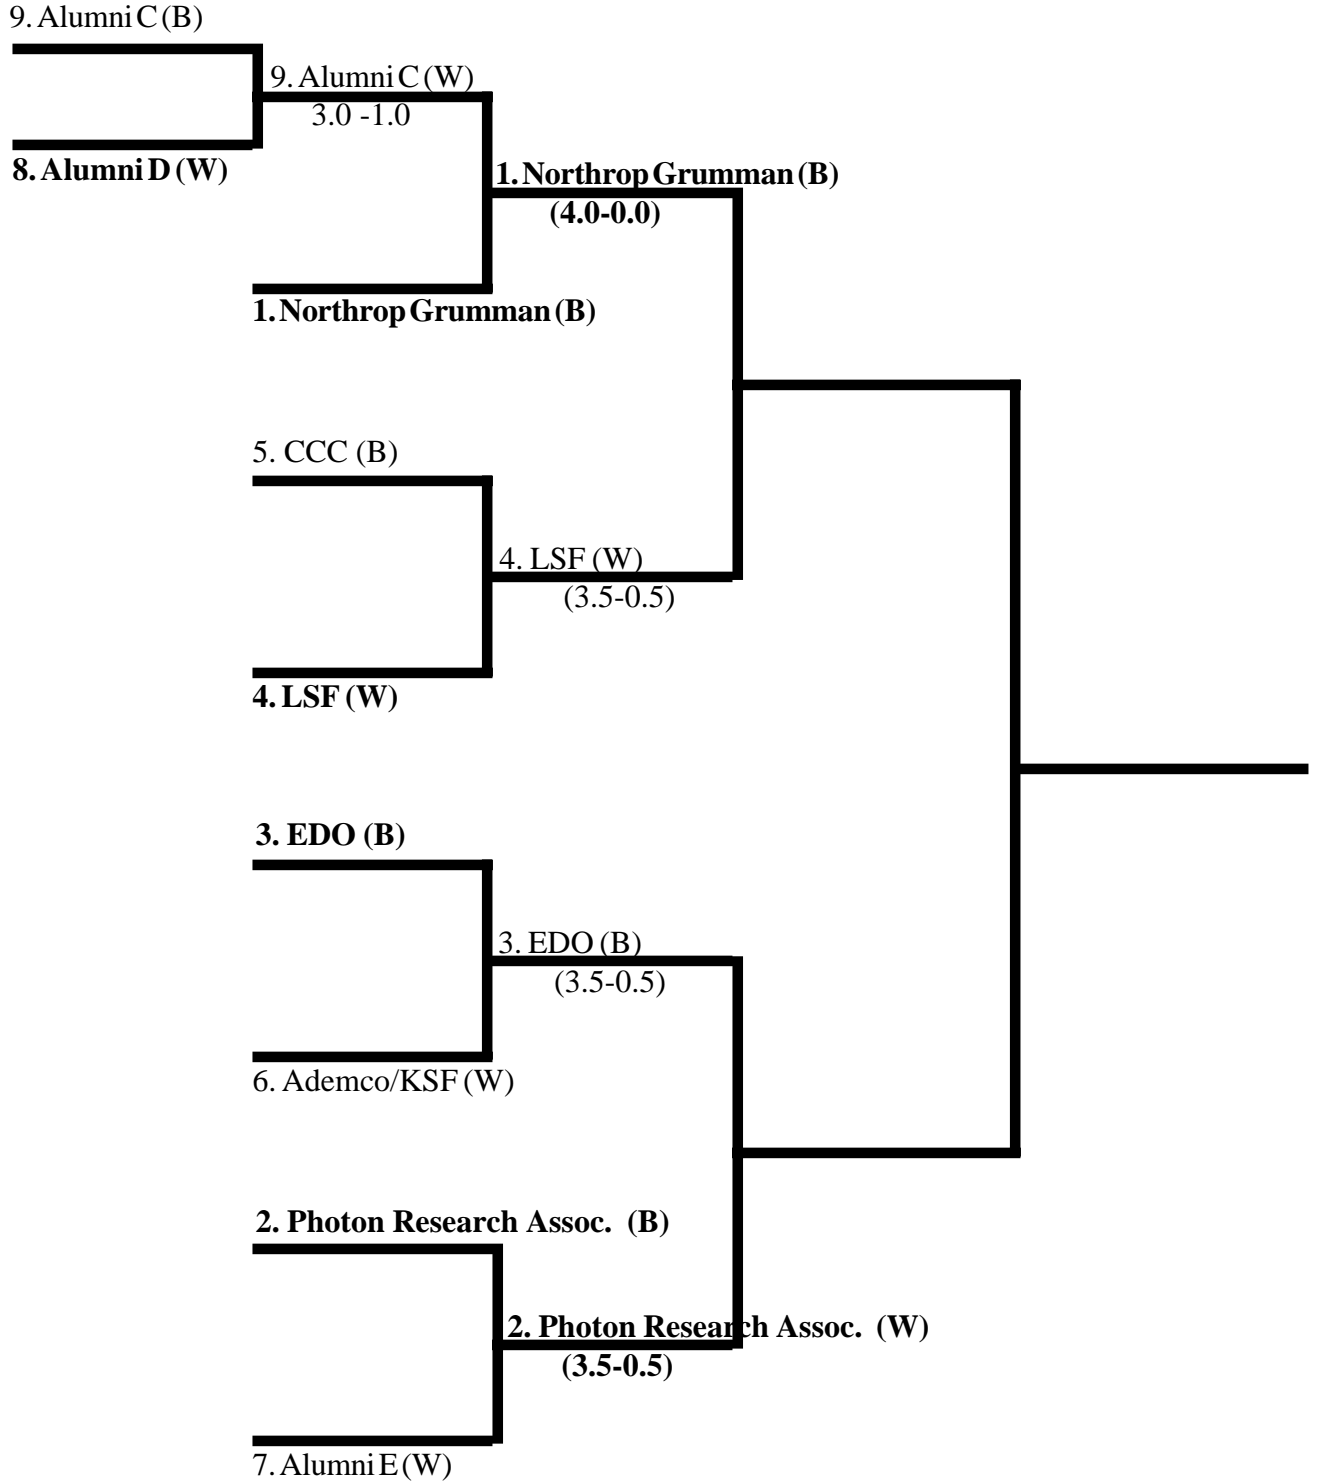 9. Alumni C (B)
9. Alumni C (W)
3.0 -1.0
8. Alumni D (W)
1. Northrop Grumman (B)
(4.0-0.0)
1. Northrop Grumman (B)
5. CCC (B)
4. LSF (W)
(3.5-0.5)
4. LSF (W)
3. EDO (B)
3. EDO (B)
(3.5-0.5)
6. Ademco/KSF (W)
2. Photon Research Assoc. (B)
2. Photon Research Assoc. (W)
(3.5-0.5)
7. Alumni E (W)